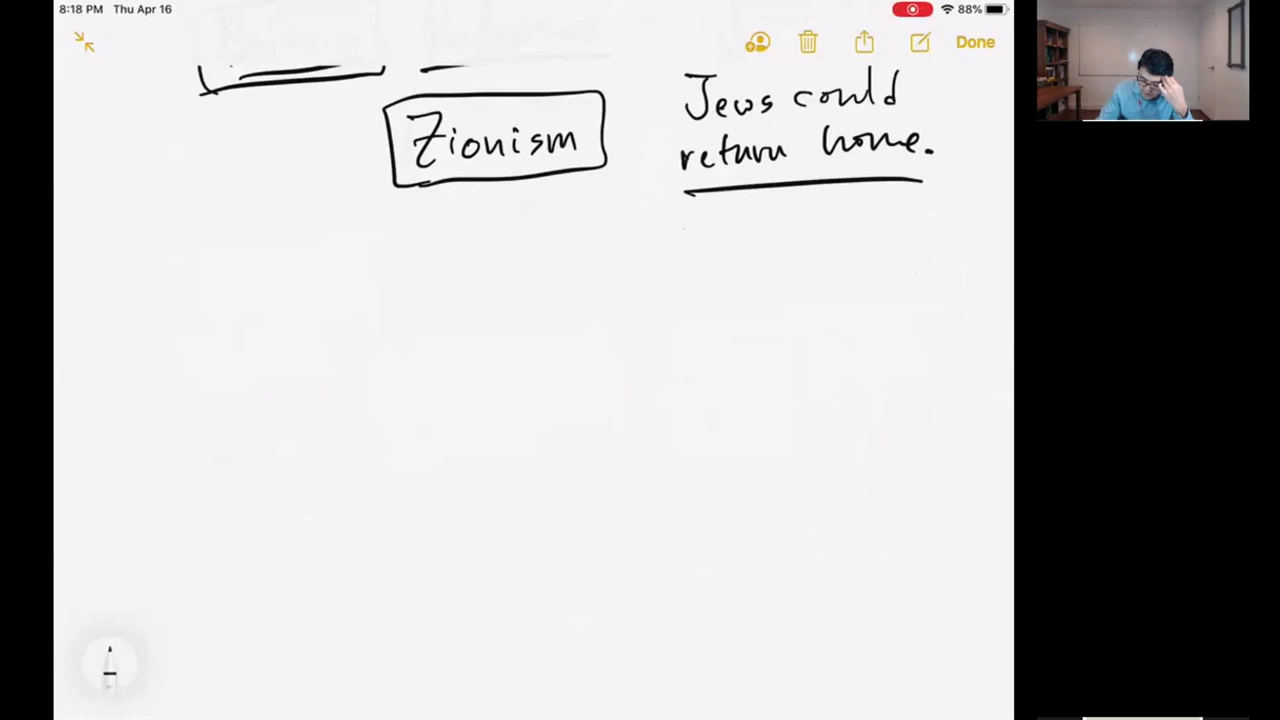 8:18 PM Thu Apr 16
88%
Done
Zionism
Jews could
return home.